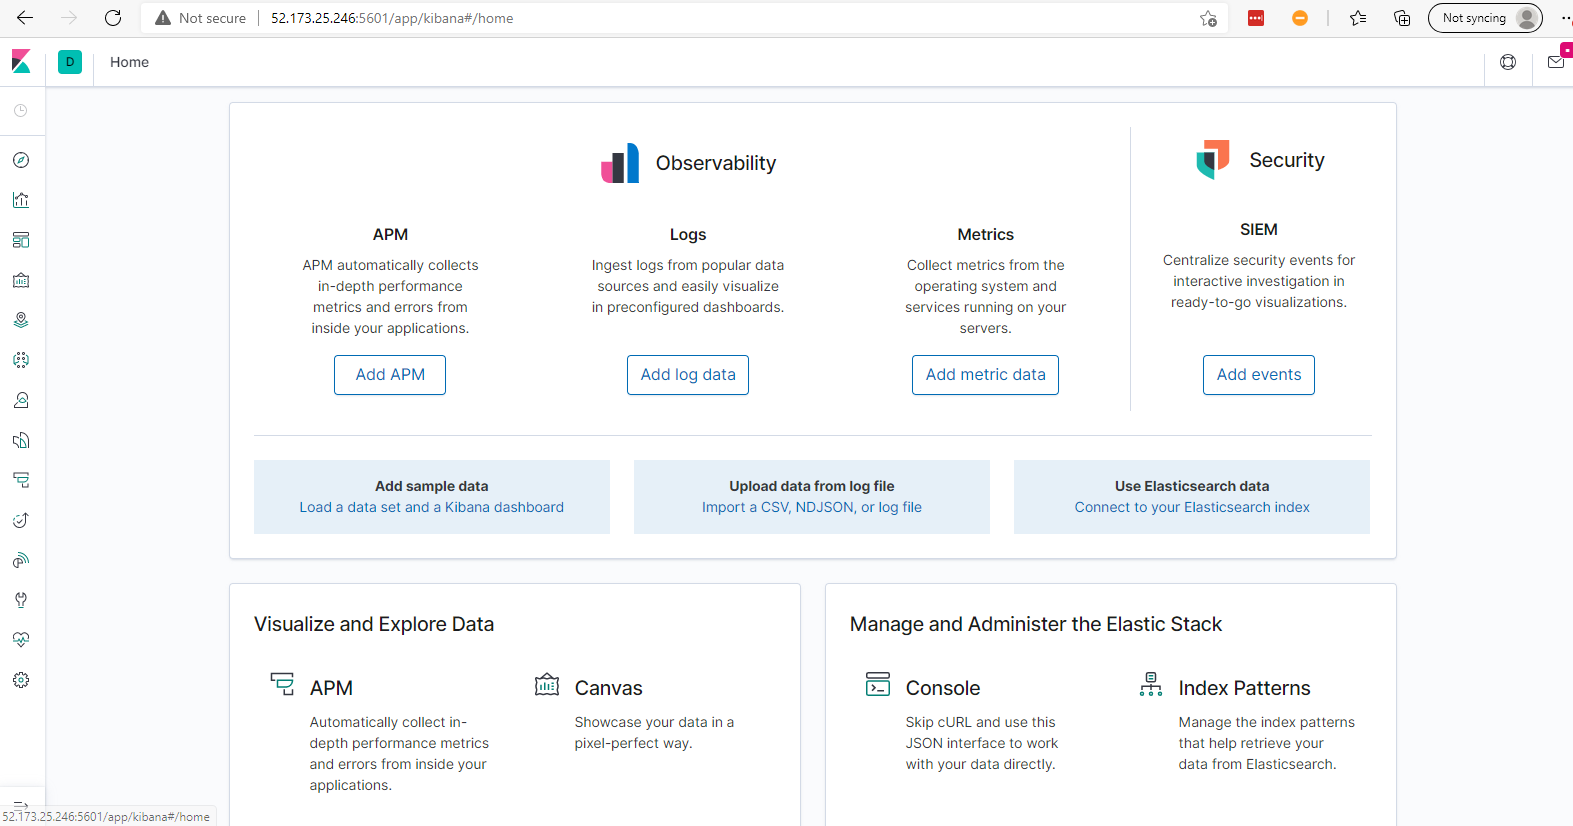 Not secure
52.173.25.246:5601/app/kibana#/home
Not syncing
D
Home
Observability
Security
APM
APM automatically collects
in-depth performance
metrics and errors from
inside your applications.
Add APM
Logs
Ingest logs from popular data
sources and easily visualize
in preconfigured dashboards.
Add log data
Metrics
Collect metrics from the
operating system and
services running on your
servers.
Add metric data
SIEM
Centralize security events for
interactive investigation in
ready-to-go visualizations.
Add events
Add sample data
Load a data set and a Kibana dashboard
Upload data from log file
Import a CSV, NDJSON, or log file
Use Elasticsearch data
Connect to your Elasticsearch index
Visualize and Explore Data
APM
Automatically collect in-
depth performance metrics
and errors from inside your
applications.
Canvas
Showcase your data in a
pixel-perfect way.
Manage and Administer the Elastic Stack
Console
Skip cURL and use this
JSON interface to work
with your data directly.
Index Patterns
Manage the index patterns
that help retrieve your
data from Elasticsearch.
52.173.25.246:5601/app/kibana#/home